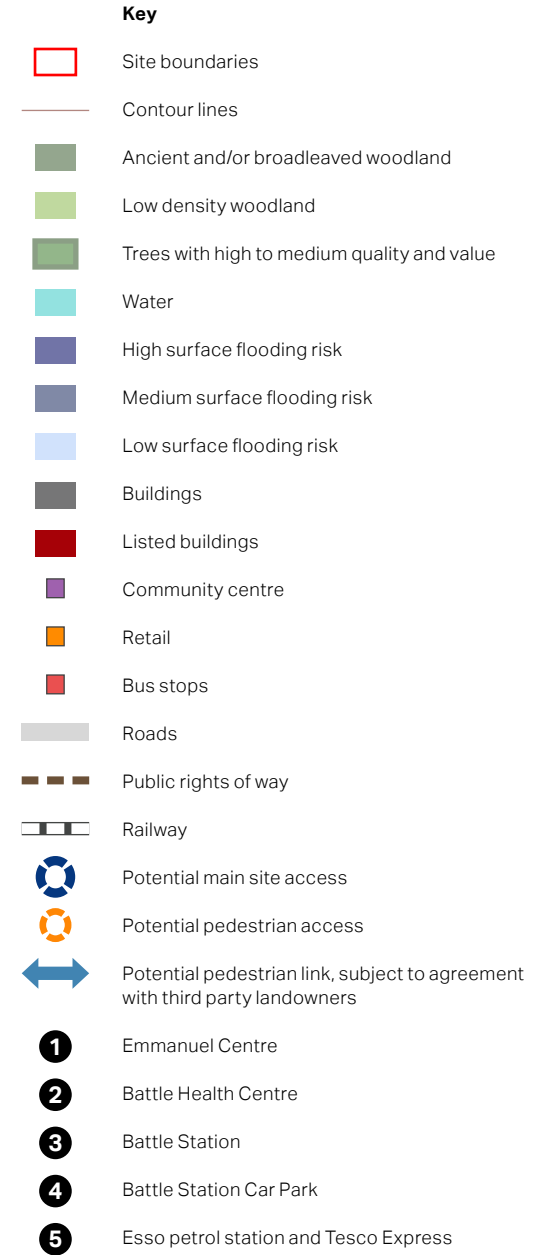 Key
Site boundaries
Contour lines
Ancient and/or broadleaved woodland
Low density woodland
Trees with high to medium quality and value
Water
High surface flooding risk
Medium surface flooding risk
Low surface flooding risk
Buildings
Listed buildings
Community centre
Retail
Bus stops
Roads
Public rights of way
Railway
Potential main site access
Potential pedestrian access
Potential pedestrian link, subject to agreement
with third party landowners
1 Emmanuel Centre
2 Battle Health Centre
3 Battle Station
4 Battle Station Car Park
5 Esso petrol station and Tesco Express